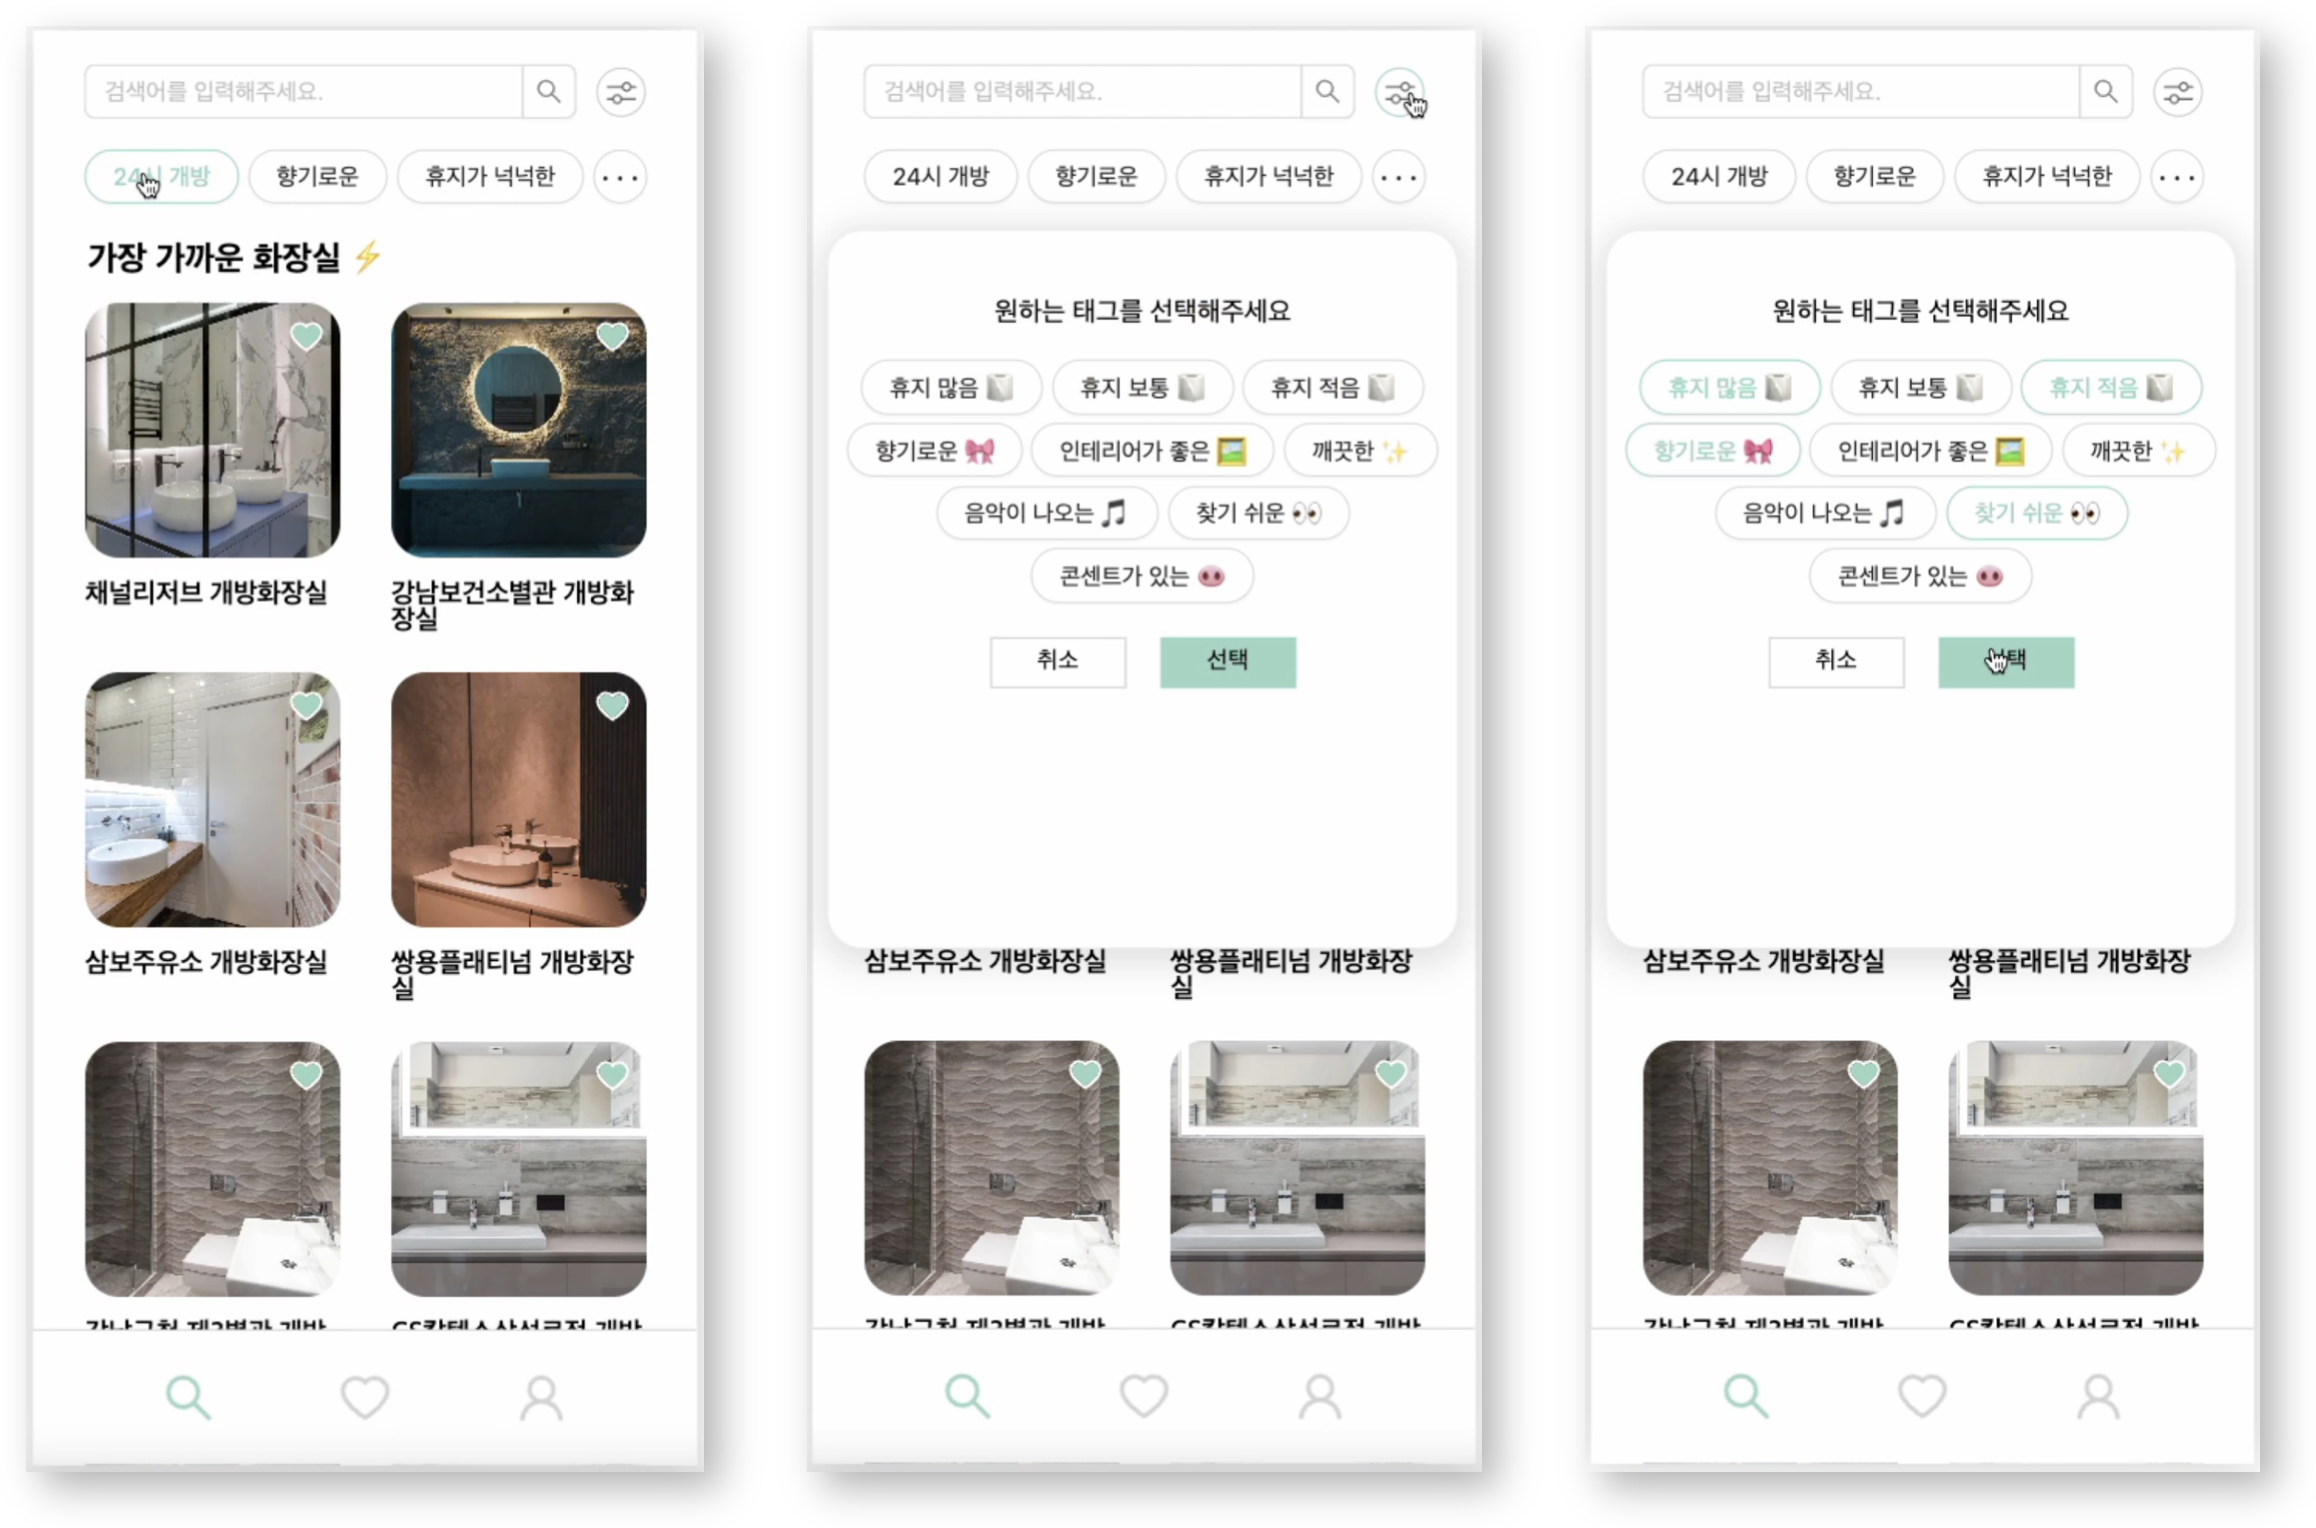 검색어를 입력해주세요.
24시 개방
향기로운
휴지가 넉넉한
···
가장 가까운 화장실 ⚡
채널리저브 개방화장실
강남보건소별관 개방화
장실
삼보주유소 개방화장실
쌍용플래티넘 개방화장
실
검색어를 입력해주세요.
24시 개방
향기로운
휴지가 넉넉한
···
원하는 태그를 선택해주세요
휴지 많음 🧻
휴지 보통 🧻
휴지 적음 🧻
향기로운 🎀
인테리어가 좋은 🖼️
깨끗한 ✨
음악이 나오는 🎵
찾기 쉬운 👀
콘센트가 있는 🐽
취소
선택
삼보주유소 개방화장실
쌍용플래티넘 개방화장
실
검색어를 입력해주세요.
24시 개방
향기로운
휴지가 넉넉한
···
원하는 태그를 선택해주세요
휴지 많음 🧻
휴지 보통 🧻
휴지 적음 🧻
향기로운 🎀
인테리어가 좋은 🖼️
깨끗한 ✨
음악이 나오는 🎵
찾기 쉬운 👀
콘센트가 있는 🐽
취소
선택
삼보주유소 개방화장실
쌍용플래티넘 개방화장
실